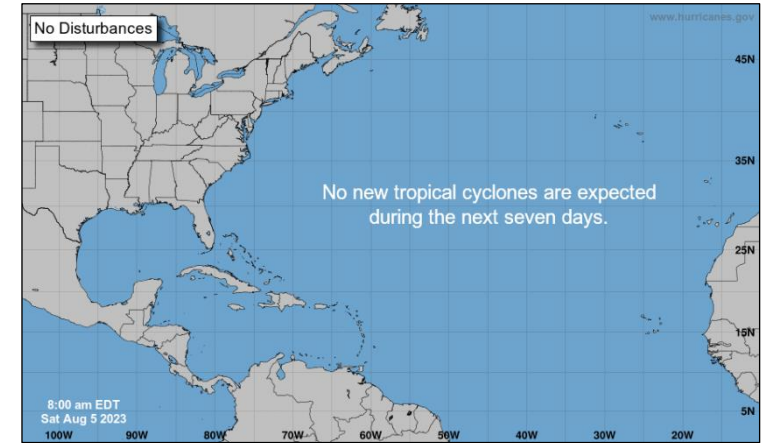 No Disturbances
www.hurricanes.gov
45N
35N
No new tropical cyclones are expected
during the next seven days.
25N
15N
8:00 am EDT
Sat Aug 5 2023
5N
100W 90W 80W 70W 60W 50W 40W 30W 20W